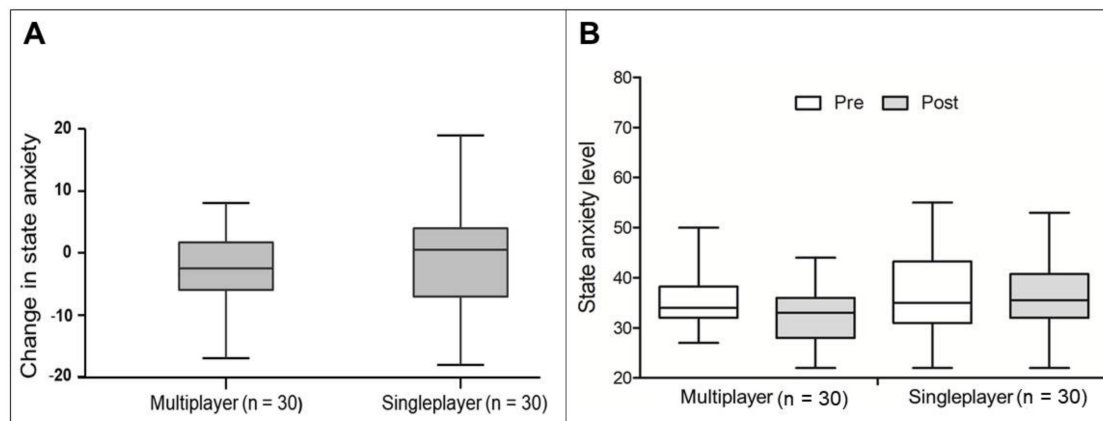 A
Change in state anxiety
20
10
0
-10
-20
Multiplayer (n = 30) Singleplayer (n = 30)
B
State anxiety level
80
70
60
50
40
30
20
Pre Post
Multiplayer (n = 30) Singleplayer (n = 30)